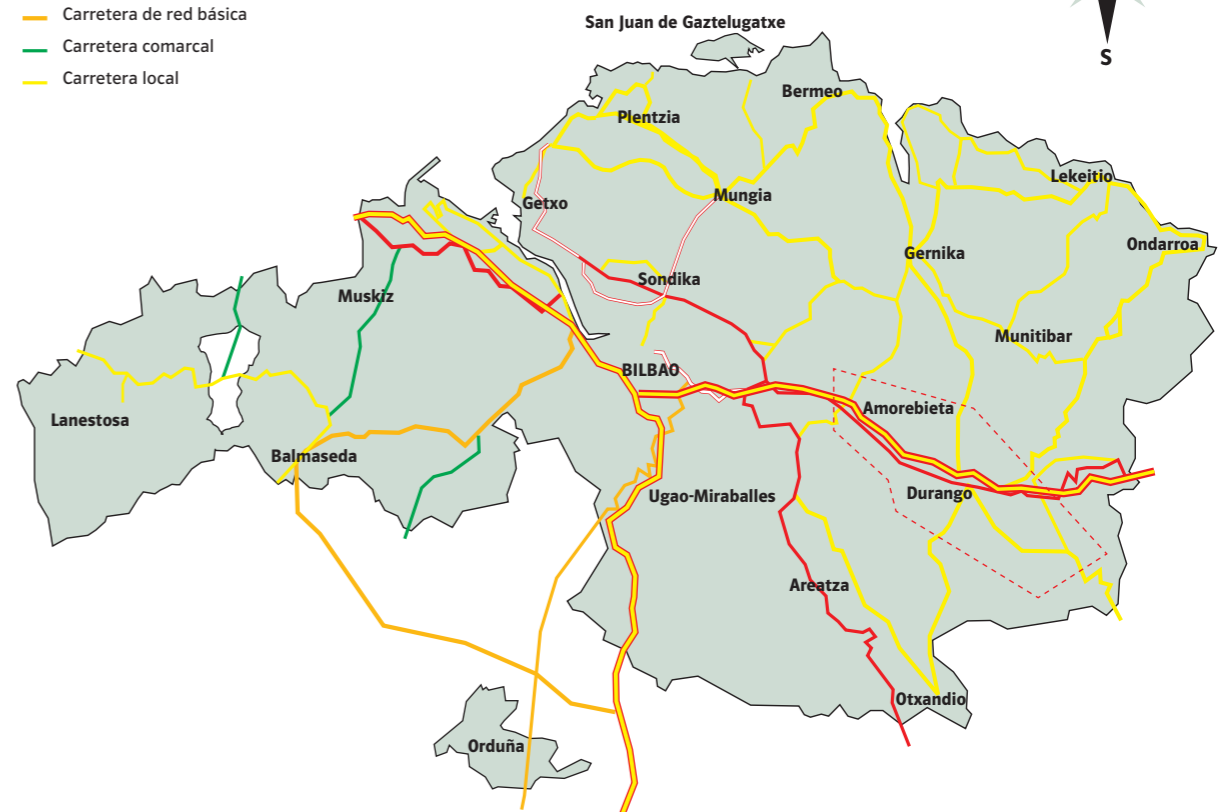 Carretera de red básica
Carretera comarcal
Carretera local
San Juan de Gaztelugatxe
S
Bermeo
Plentzia
Lekeitio
Mungia
Getxo
Ondarroa
Gernika
Sondika
Muskiz
Munitibar
BILBAO
Amorebieta
Lanestosa
Balmaseda
Durango
Ugao-Miraballes
Areatza
Otxandio
Orduña